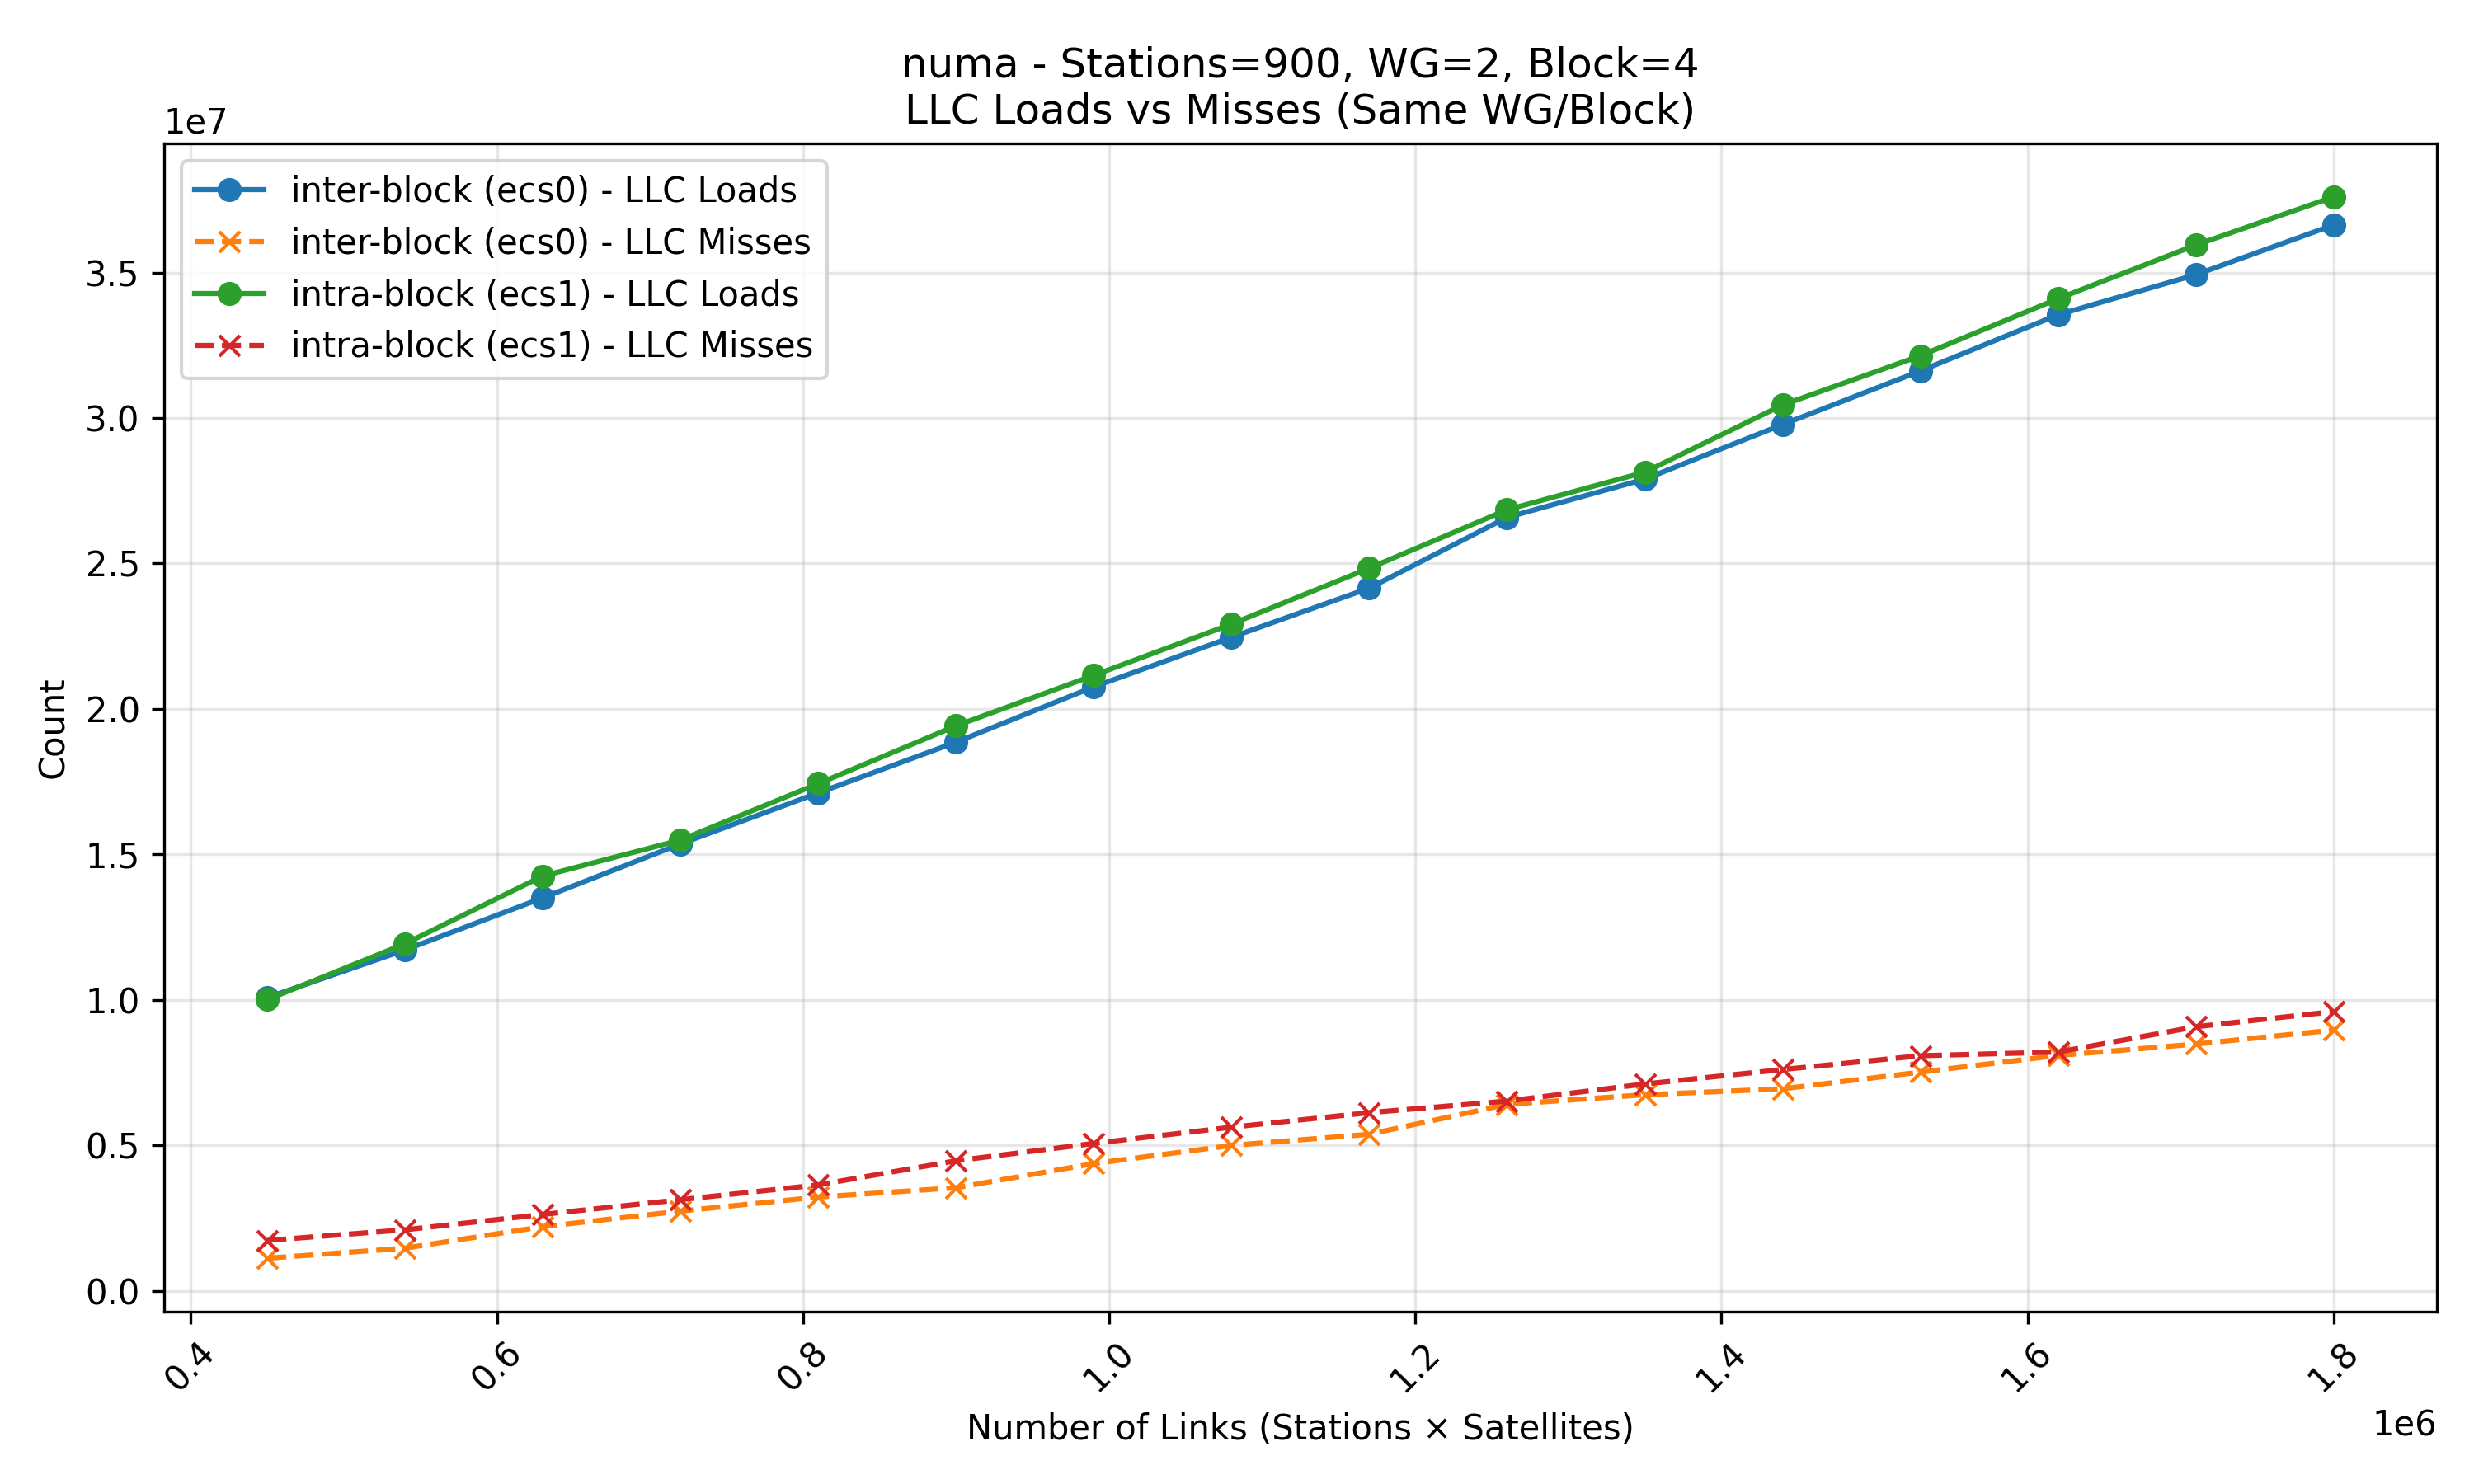 numa - Stations=900, WG=2, Block=4
LLC Loads vs Misses (Same WG/Block)
1e7
inter-block (ecs0) - LLC Loads
inter-block (ecs0) - LLC Misses
intra-block (ecs1) - LLC Loads
intra-block (ecs1) - LLC Misses
3.5
3.0
2.5
2.0
1.5
1.0
0.5
0.0
Count
0.4
0.6
0.8
1.0
1.2
1.4
1.6
1.8
1e6
Number of Links (Stations × Satellites)